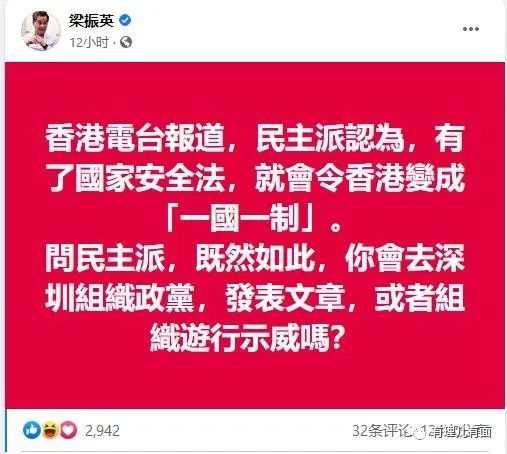 梁振英
12小时
香港電台報道，民主派認為，有
了國家安全法，就會令香港變成
「一國一制」。
問民主派，既然如此，你會去深
圳組織政黨，發表文章，或者組
織遊行示威嗎？
2,942
32条评论